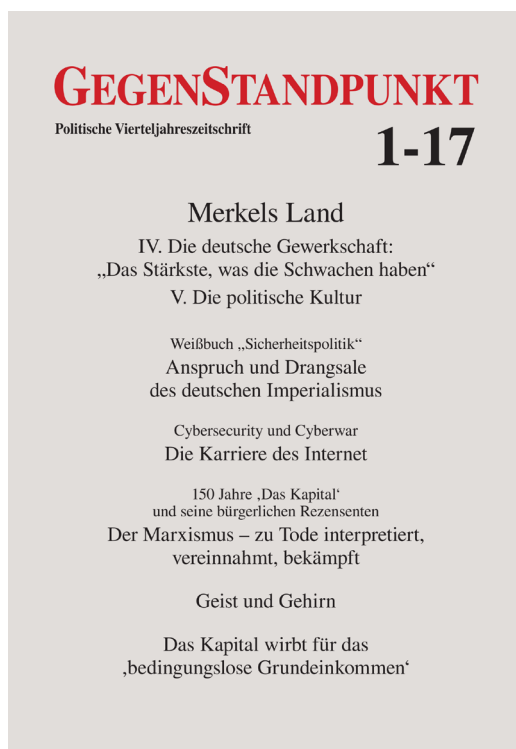 GEGENSTANDPUNKT
Politische Vierteljahreszeitschrift
1-17
Merkels Land
IV. Die deutsche Gewerkschaft:
„Das Stärkste, was die Schwachen haben“
V. Die politische Kultur
Weißbuch „Sicherheitspolitik“
Anspruch und Drangsale
des deutschen Imperialismus
Cybersecurity und Cyberwar
Die Karriere des Internet
150 Jahre ‚Das Kapital‘
und seine bürgerlichen Rezensenten
Der Marxismus – zu Tode interpretiert,
vereinnahmt, bekämpft
Geist und Gehirn
Das Kapital wirbt für das
‚bedingungslose Grundeinkommen‘